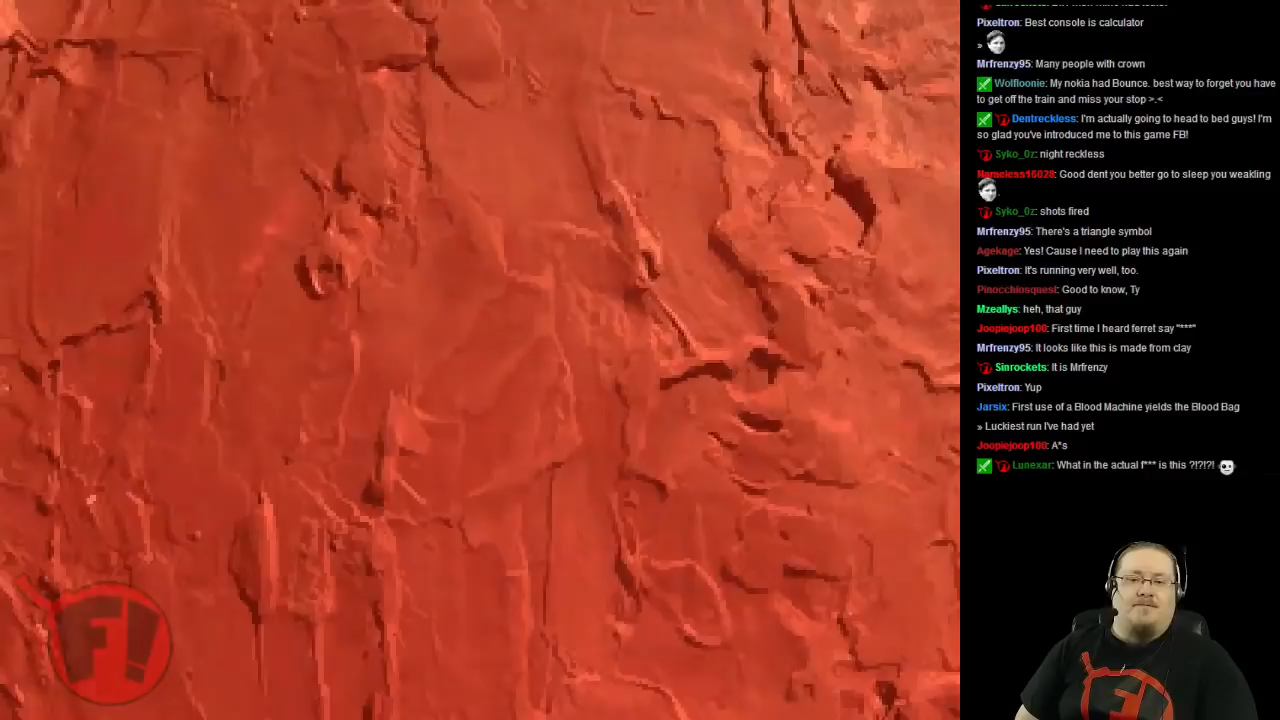 Pixeltron: Best console is calculator
»
Mrfrenzy95: Many people with crown
Wolfloonie: My nokia had Bounce. best way to forget you have
to get off the train and miss your stop >.<
Dentreckless: I'm actually going to head to bed guys! I'm
so glad you've introduced me to this game FB!
Syko_0z: night reckless
Nameless16028: Good dent you better go to sleep you weakling
Syko_0z: shots fired
Mrfrenzy95: There's a triangle symbol
Agekage: Yes! Cause I need to play this again
Pixeltron: It's running very well, too.
Pinocchiosquest: Good to know, Ty
Mzeallys: heh, that guy
Joopiejoop100: First time I heard ferret say "***"
Mrfrenzy95: It looks like this is made from clay
Sinrockets: It is Mrfrenzy
Pixeltron: Yup
Jarsix: First use of a Blood Machine yields the Blood Bag
» Luckiest run I've had yet
Joopiejoop100: A*s
Lunexar: What in the actual f*** is this ?!?!?!
F!
F!